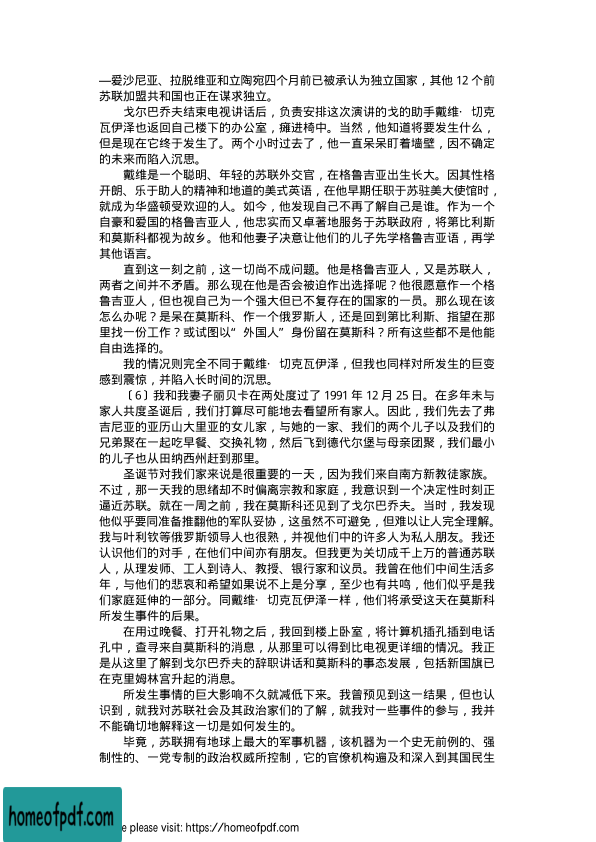 —爱沙尼亚、拉脱维亚和立陶宛四个月前已被承认为独立国家，其他 12 个前
苏联加盟共和国也正在谋求独立。
戈尔巴乔夫结束电视讲话后，负责安排这次演讲的戈的助手戴维·切克
瓦伊泽也返回自己楼下的办公室，瘫进椅中。当然，他知道将要发生什么，
但是现在它终于发生了。两个小时过去了，他一直呆呆盯着墙壁，因不确定
的未来而陷入沉思。
戴维是一个聪明、年轻的苏联外交官，在格鲁吉亚出生长大。因其性格
开朗、乐于助人的精神和地道的美式英语，在他早期任职于苏驻美大使馆时，
就成为华盛顿受欢迎的人。如今，他发现自己不再了解自己是谁。作为一个
自豪和爱国的格鲁吉亚人，他忠实而又卓著地服务于苏联政府，将第比利斯
和莫斯科都视为故乡。他和他妻子决意让他们的儿子先学格鲁吉亚语，再学
其他语言。
直到这一刻之前，这一切尚不成问题。他是格鲁吉亚人，又是苏联人，
两者之间并不矛盾。那么现在他是否会被迫作出选择呢？他很愿意作一个格
鲁吉亚人，但也视自己为一个强大但已不复存在的国家的一员。那么现在该
怎么办呢？是呆在莫斯科、作一个俄罗斯人，还是回到第比利斯、指望在那
里找一份工作？或试图以“外国人”身份留在莫斯科？所有这些都不是他能
自由选择的。
我的情况则完全不同于戴维·切克瓦伊泽，但我也同样对所发生的巨变
感到震惊，并陷入长时间的沉思。
〔6〕我和我妻子丽贝卡在两处度过了 1991 年 12 月 25 日。在多年未与
家人共度圣诞后，我们打算尽可能地去看望所有家人。因此，我们先去了弗
吉尼亚的亚历山大里亚的女儿家，与她的一家、我们的两个儿子以及我们的
兄弟聚在一起吃早餐、交换礼物，然后飞到德代尔堡与母亲团聚，我们最小
的儿子也从田纳西州赶到那里。
圣诞节对我们家来说是很重要的一天，因为我们来自南方新教徒家族。
不过，那一天我的思绪却不时偏离宗教和家庭，我意识到一个决定性时刻正
逼近苏联。就在一周之前，我在莫斯科还见到了戈尔巴乔夫。当时，我发现
他似乎要同准备推翻他的军队妥协，这虽然不可避免，但难以让人完全理解。
我与叶利钦等俄罗斯领导人也很熟，并视他们中的许多人为私人朋友。我还
认识他们的对手，在他们中间亦有朋友。但我更为关切成千上万的普通苏联
人，从理发师、工人到诗人、教授、银行家和议员。我曾在他们中间生活多
年，与他们的悲哀和希望如果说不上是分享，至少也有共鸣，他们似乎是我
们家庭延伸的一部分。同戴维·切克瓦伊泽一样，他们将承受这天在莫斯科
所发生事件的后果。
在用过晚餐、打开礼物之后，我回到楼上卧室，将计算机插孔插到电话
孔中，查寻来自莫斯科的消息，从那里可以得到比电视更详细的情况。我正
是从这里了解到戈尔巴乔夫的辞职讲话和莫斯科的事态发展，包括新国旗已
在克里姆林宫升起的消息。
所发生事情的巨大影响不久就减低下来。我曾预见到这一结果，但也认
识到，就我对苏联社会及其政治家们的了解，就我对一些事件的参与，我并
不能确切地解释这一切是如何发生的。
毕竟，苏联拥有地球上最大的军事机器，该机器为一个史无前例的、强
制性的、一党专制的政治权威所控制，它的官僚机构遍及和深入到其国民生
homeofpdf.com
e please visit: https://homeofpdf.com